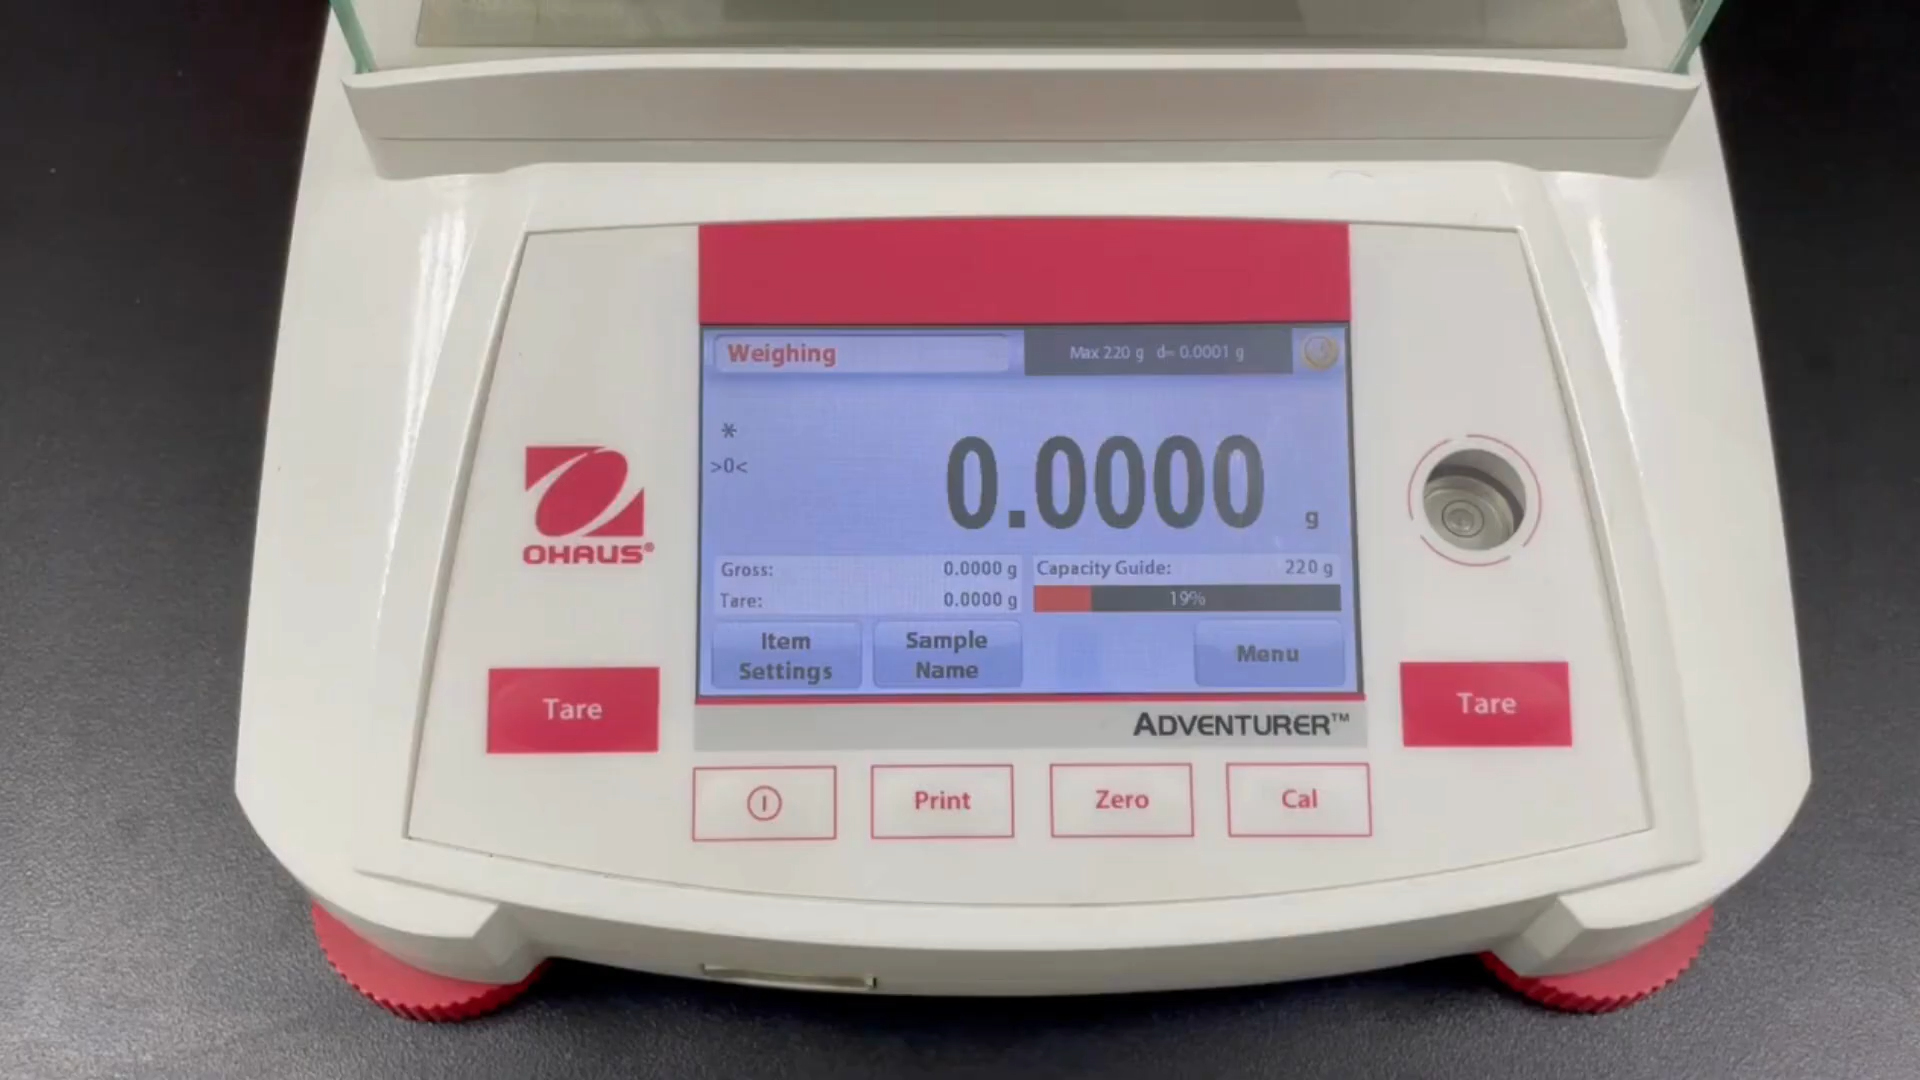 Weighing
Max 220 g d= 0.0001 g
*
>0<
0.0000 g
Gross: 0.0000 g
Capacity Guide: 220 g
Tare: 0.0000 g
19%
Item Settings
Sample Name
Menu
OHAUS®
Tare
Tare
ADVENTURER™
Print
Zero
Cal